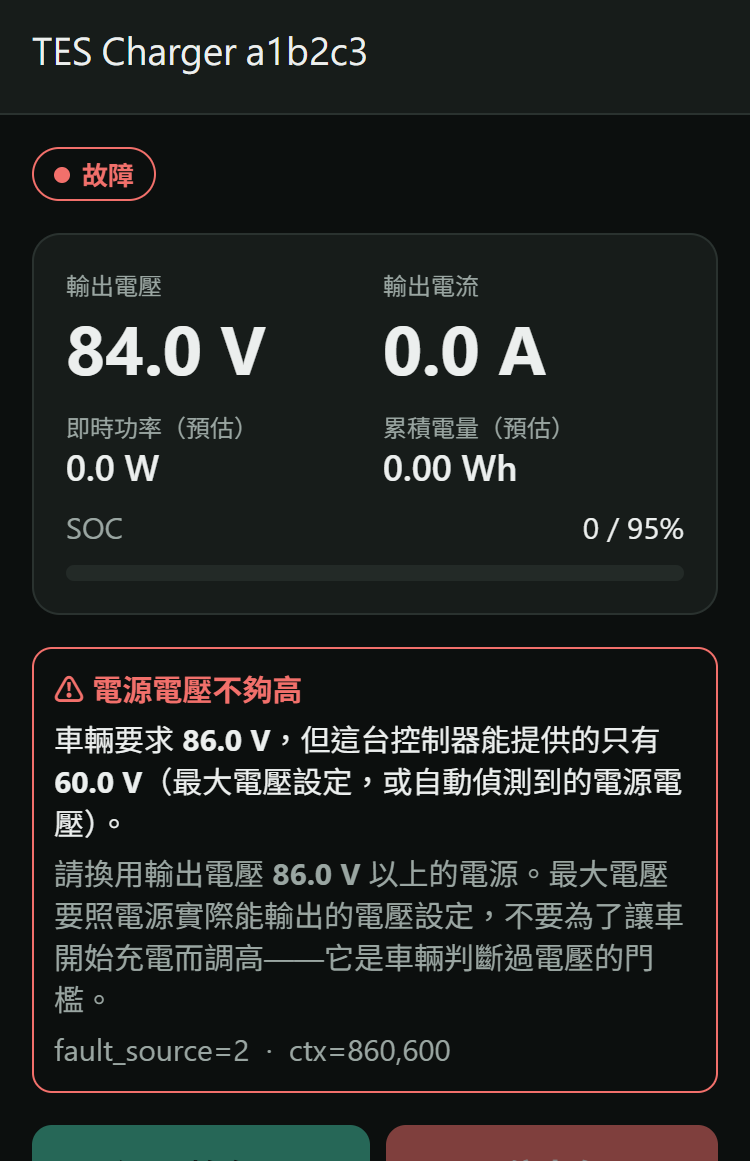 TES Charger a1b2c3
故障
輸出電壓
輸出電流
84.0 V
0.0 A
即時功率（預估）
累積電量（預估）
0.0 W
0.00 Wh
SOC
0 / 95%
電源電壓不夠高
車輛要求 86.0 V，但這台控制器能提供的只有
60.0 V（最大電壓設定，或自動偵測到的電源電
壓）。
請換用輸出電壓 86.0 V 以上的電源。最大電壓
要照電源實際能輸出的電壓設定，不要為了讓車
開始充電而調高——它是車輛判斷過電壓的門
檻。
fault_source=2 · ctx=860,600